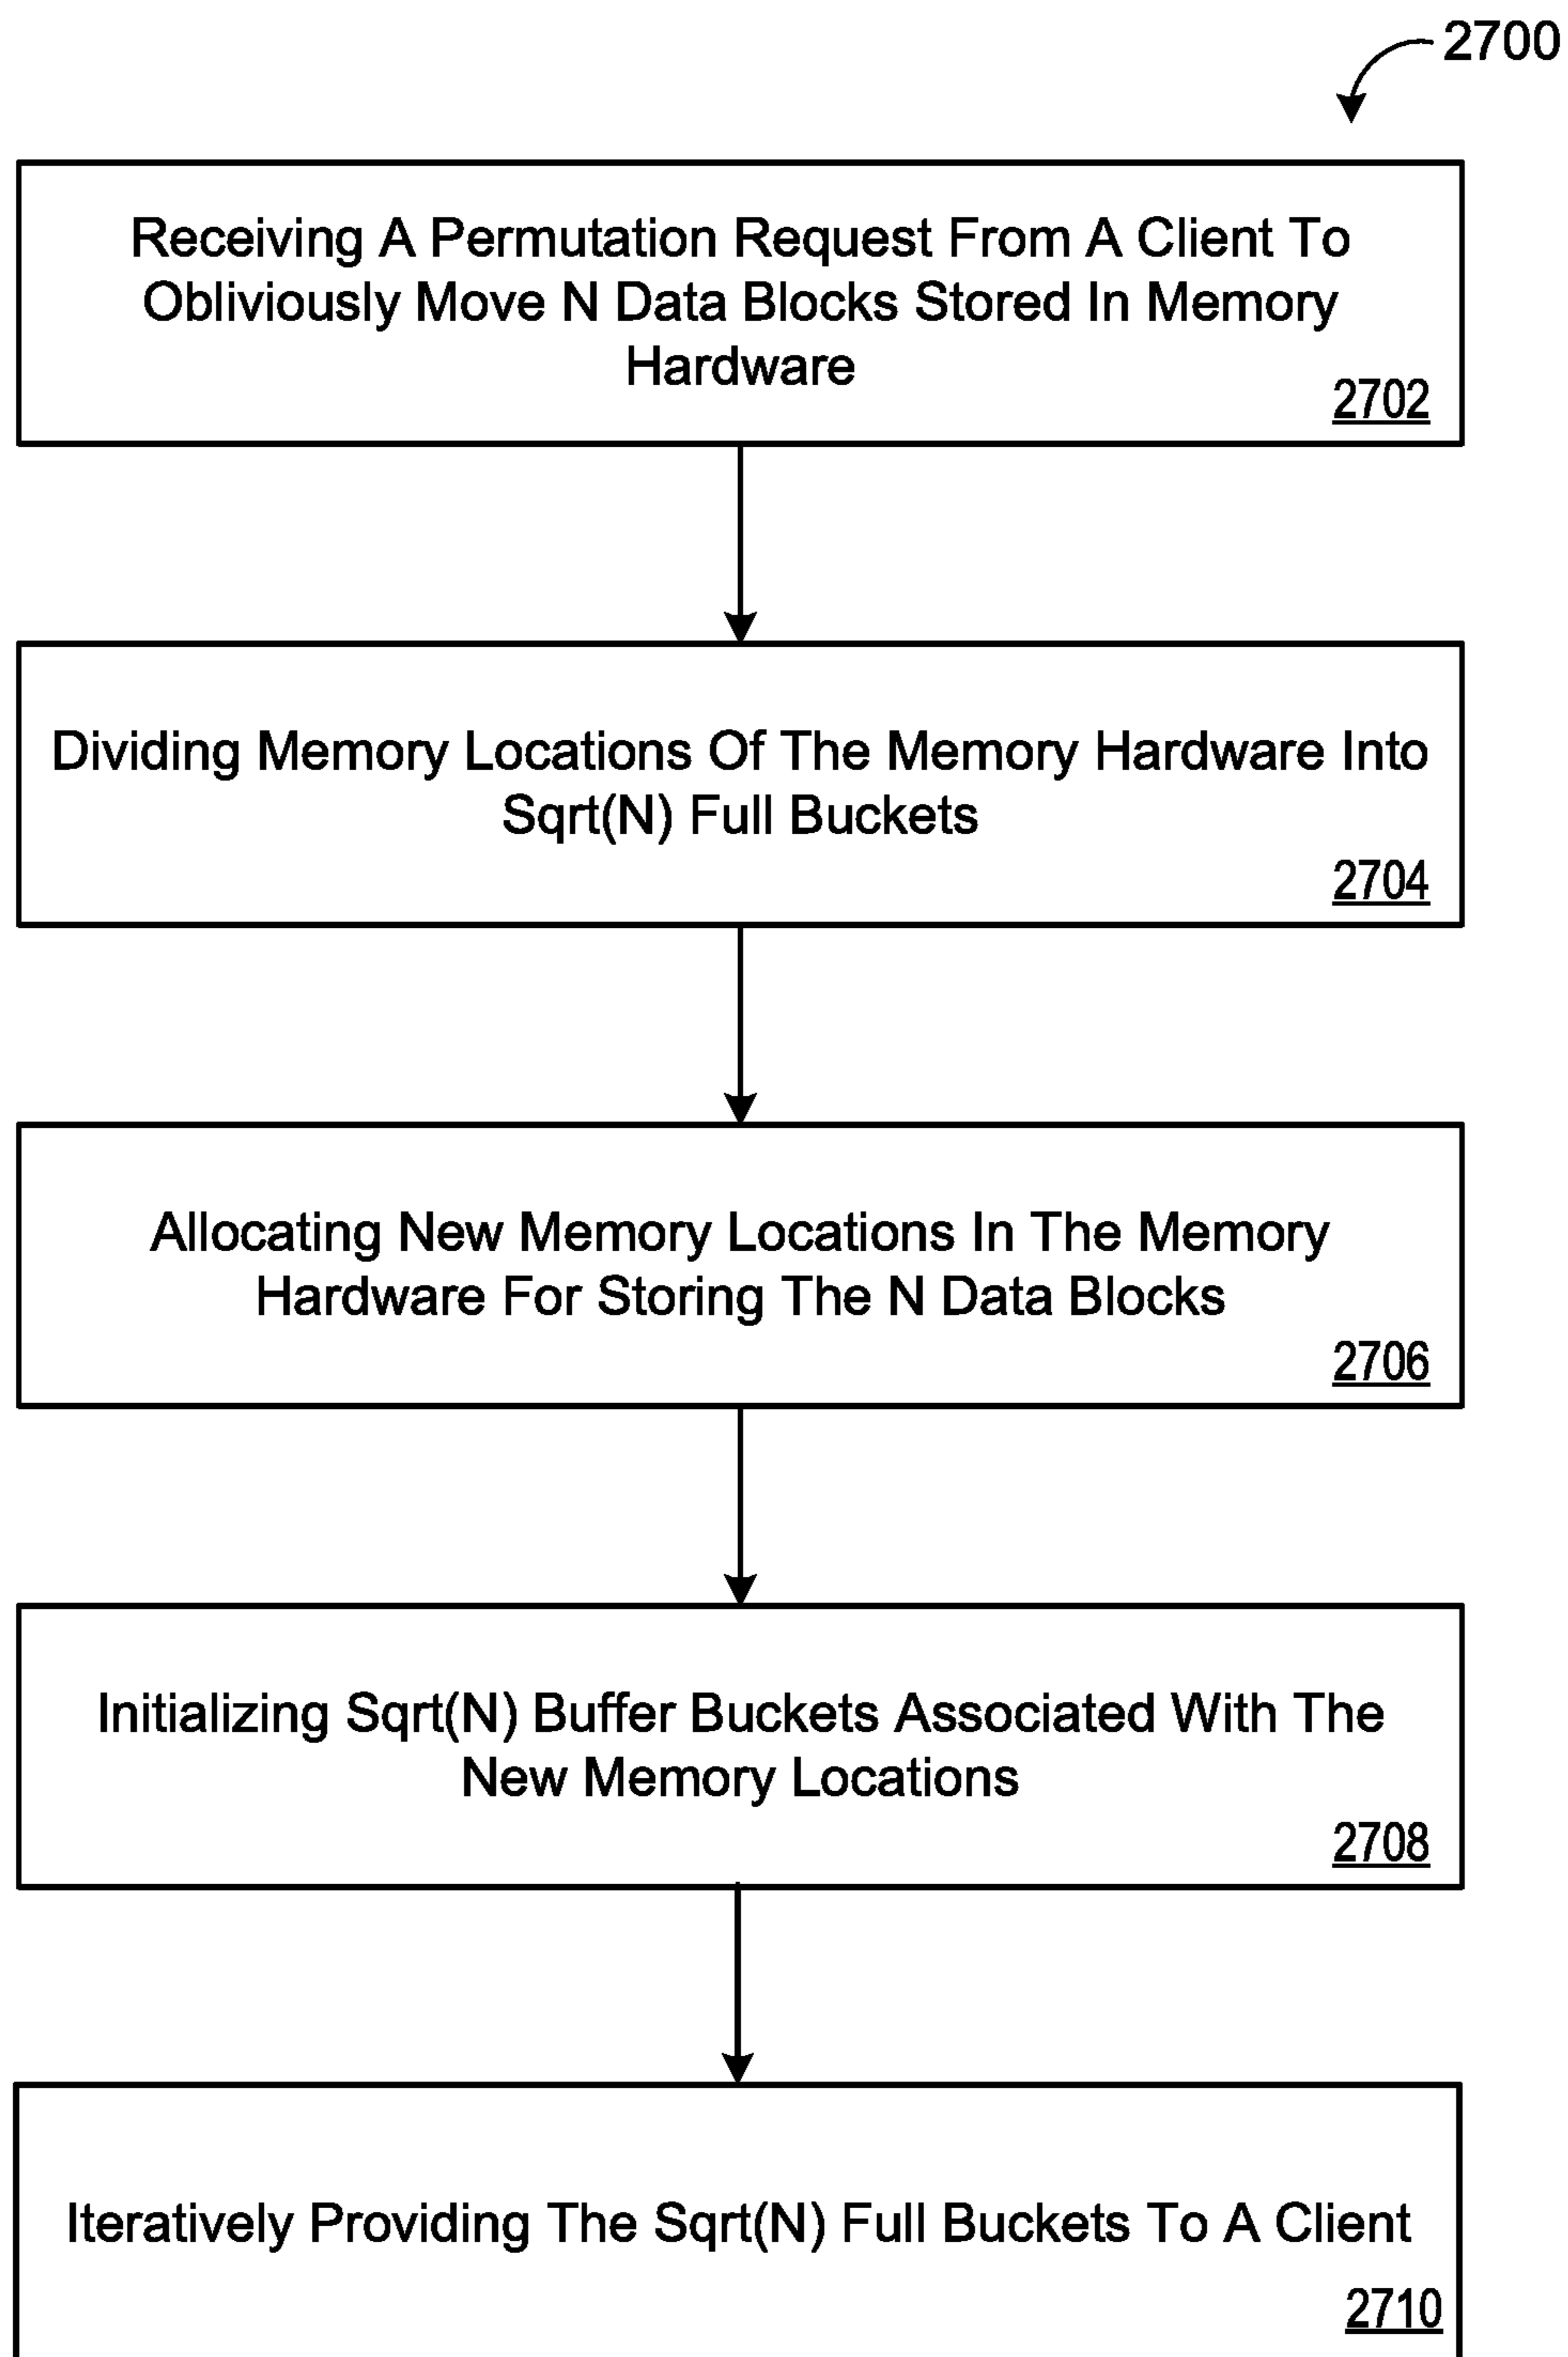 2700
Receiving A Permutation Request From A Client To
Obliviously Move N Data Blocks Stored In Memory
Hardware
2702
Dividing Memory Locations Of The Memory Hardware Into
Sqrt(N) Full Buckets
2704
Allocating New Memory Locations In The Memory
Hardware For Storing The N Data Blocks
2706
Initializing Sqrt(N) Buffer Buckets Associated With The
New Memory Locations
2708
Iteratively Providing The Sqrt(N) Full Buckets To A Client
2710